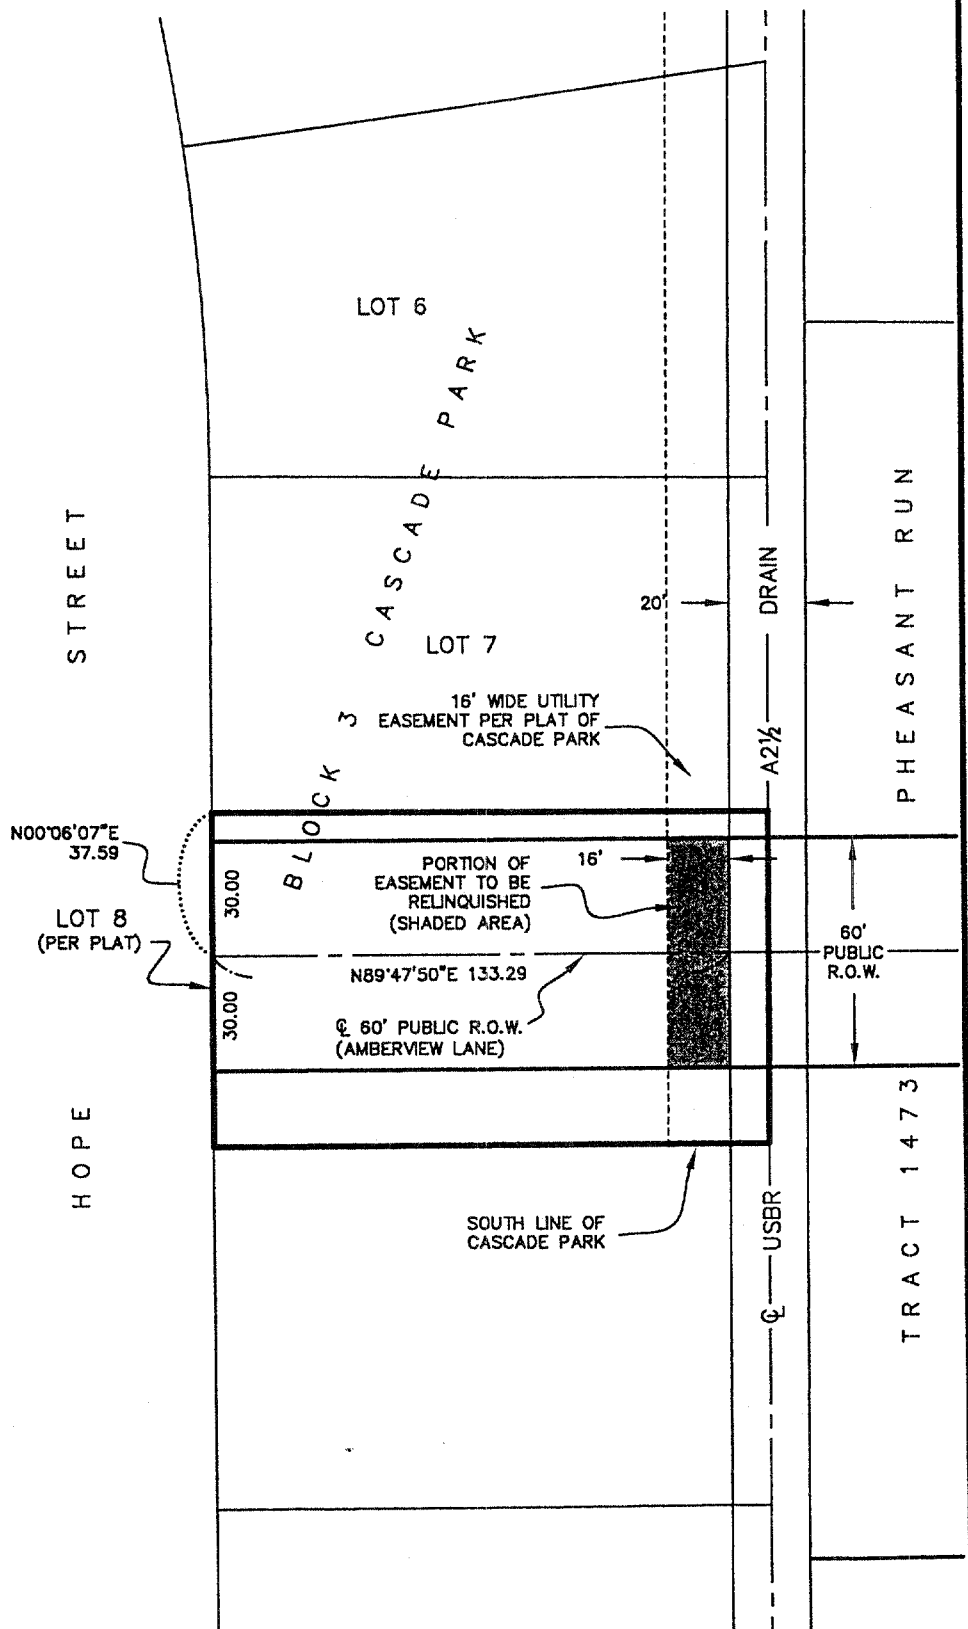 LOT 6
BLOCK 3 CASCADE PARK
STREET
PHEASANT RUN
20'
DRAIN
LOT 7
16' WIDE UTILITY
EASEMENT PER PLAT OF
CASCADE PARK
A2½
N00°06'07"E
37.59
30.00
PORTION OF
EASEMENT TO BE
RELINQUISHED
(SHADED AREA)
16'
LOT 8
(PER PLAT)
60'
PUBLIC
R.O.W.
N89°47'50"E 133.29
30.00
℄ 60' PUBLIC R.O.W.
(AMBERVIEW LANE)
HOPE
TRACT 1473
SOUTH LINE OF
CASCADE PARK
USBR
℄